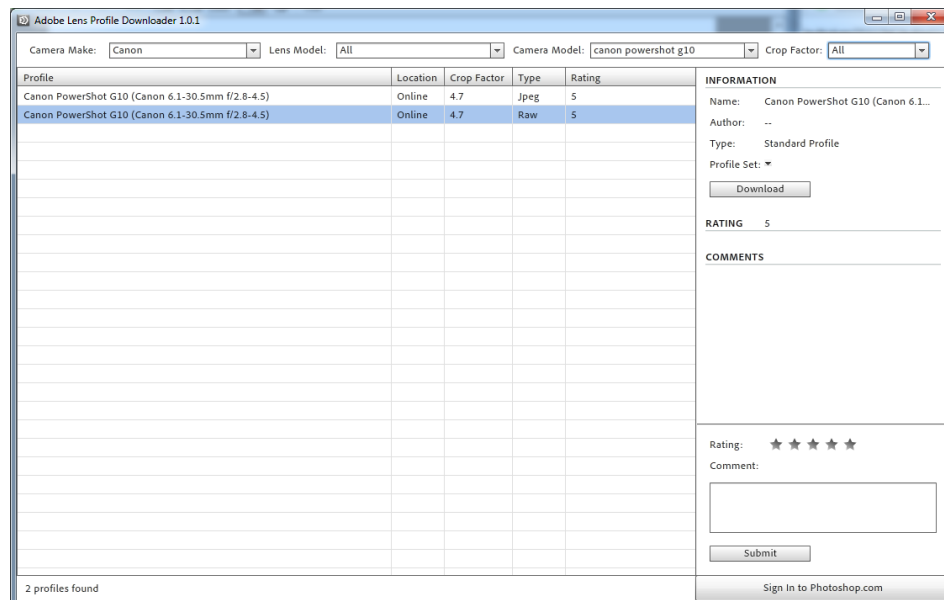 Adobe Lens Profile Downloader 1.0.1
Camera Make: Canon Lens Model: All Camera Model: canon powershot g10 Crop Factor: All
Profile Location Crop Factor Type Rating
Canon PowerShot G10 (Canon 6.1-30.5mm f/2.8-4.5) Online 4.7 Jpeg 5
Canon PowerShot G10 (Canon 6.1-30.5mm f/2.8-4.5) Online 4.7 Raw 5
INFORMATION
Name: Canon PowerShot G10 (Canon 6.1...
Author: --
Type: Standard Profile
Profile Set:
Download
RATING 5
COMMENTS
Rating:
Comment:
Submit
2 profiles found
Sign In to Photoshop.com